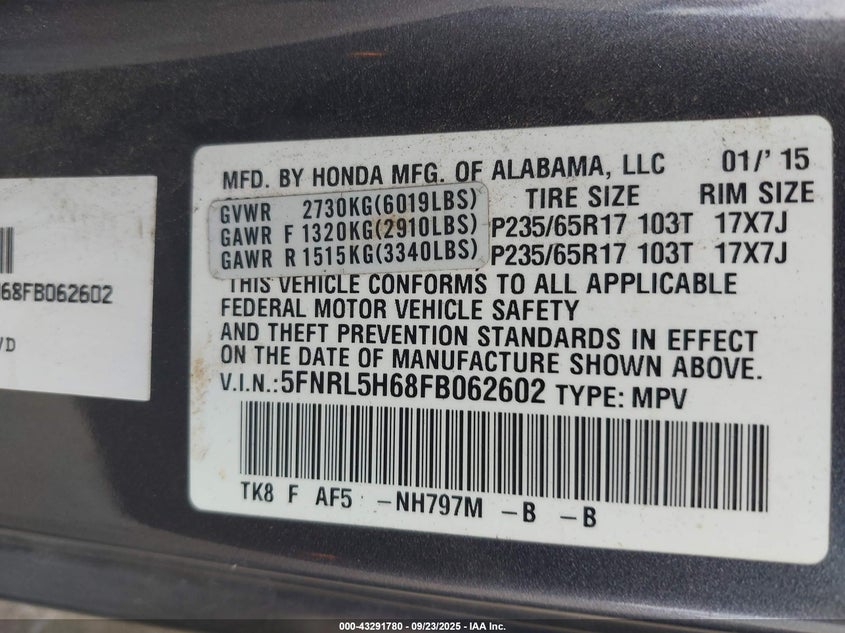 MFD. BY HONDA MFG. OF ALABAMA, LLC 01/' 15
TIRE SIZE RIM SIZE
GVWR 2730KG(6019LBS)
GAWR F 1320KG(2910LBS) P235/65R17 103T 17X7J
GAWR R 1515KG(3340LBS) P235/65R17 103T 17X7J
THIS VEHICLE CONFORMS TO ALL APPLICABLE
FEDERAL MOTOR VEHICLE SAFETY
AND THEFT PREVENTION STANDARDS IN EFFECT
ON THE DATE OF MANUFACTURE SHOWN ABOVE.
V.I.N.:5FNRL5H68FB062602 TYPE: MPV
TK8 F AF5 -NH797M -B -B
68FB062602
000-43291780 - 09/23/2025 - IAA Inc.